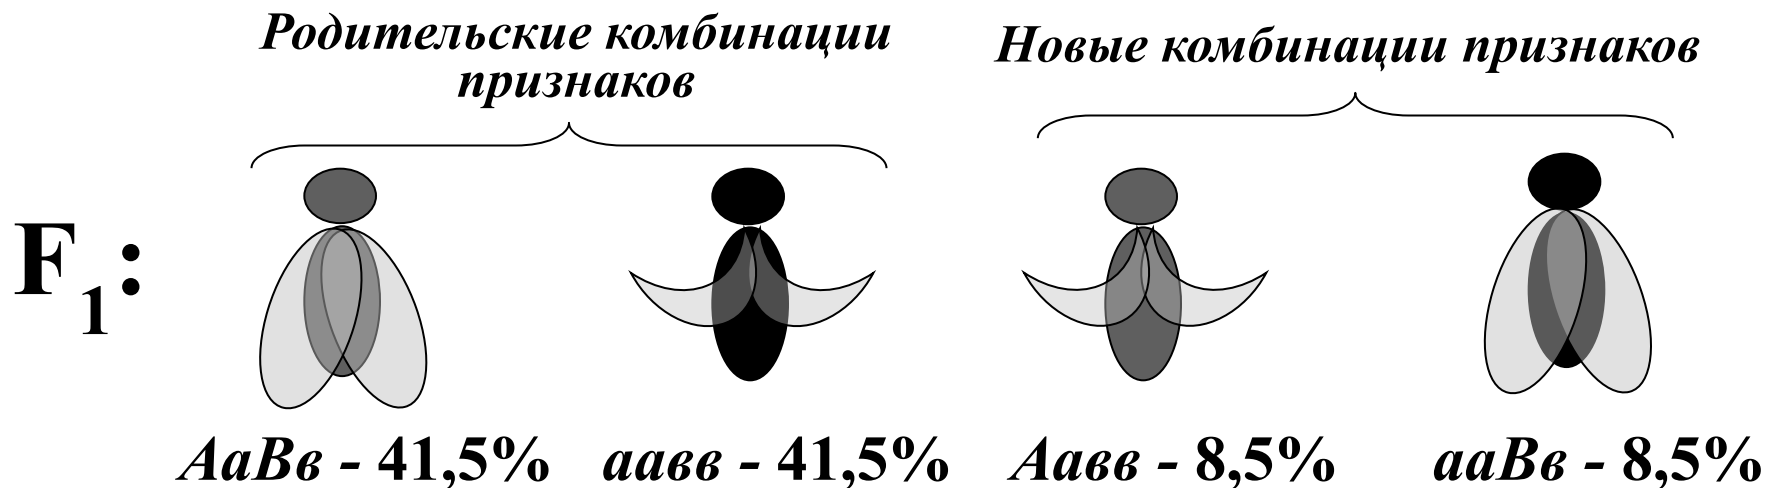 Родительские комбинации
признаков
Новые комбинации признаков
F1:
АаВв - 41,5%
аавв - 41,5%
Аавв - 8,5%
ааВв - 8,5%